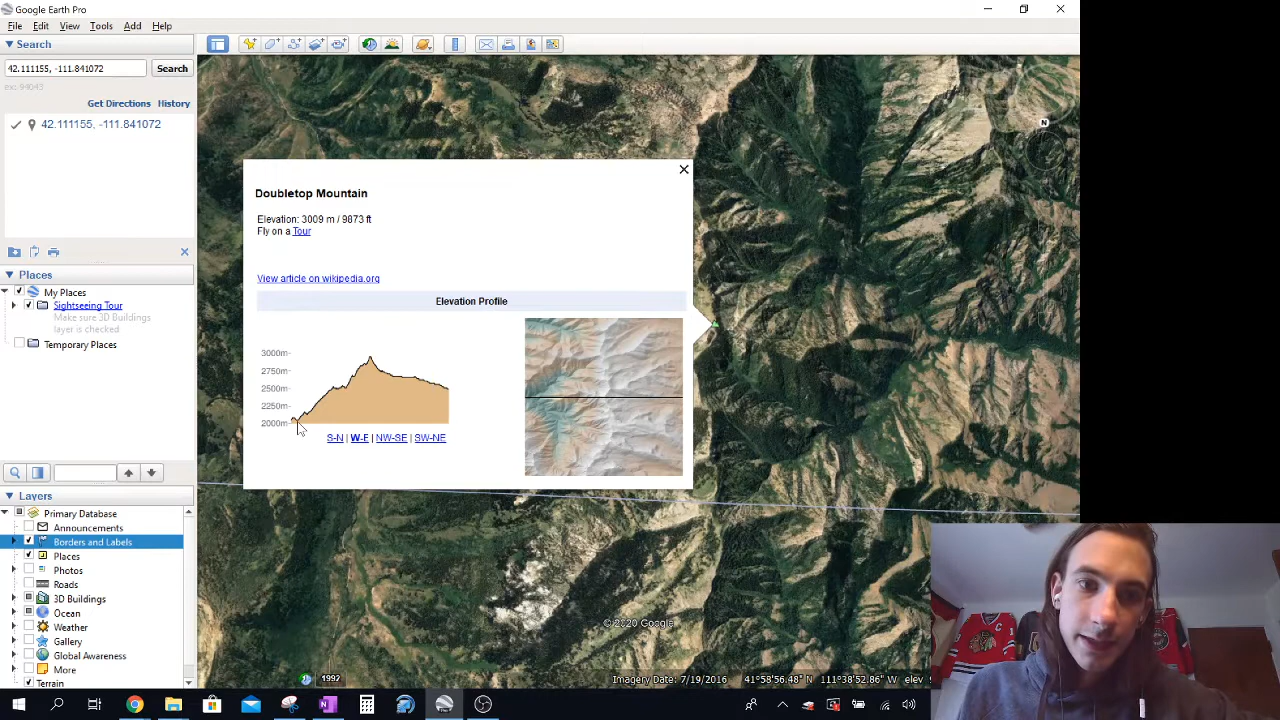 Google Earth Pro
File Edit View Tools Add Help
Search
42.111155, -111.841072 Search
ex: 94043
Get Directions History
42.111155, -111.841072
Places
My Places
Sightseeing Tour
Make sure 3D Buildings
layer is checked
Temporary Places
Layers
Primary Database
Announcements
Borders and Labels
Places
Photos
Roads
3D Buildings
Ocean
Weather
Gallery
Global Awareness
More
Terrain
N
Doubletop Mountain
Elevation: 3009 m / 9873 ft
Fly on a Tour
View article on wikipedia.org
Elevation Profile
3000m
2750m
2500m
2250m
2000m
S-N | W-E | NW-SE | SW-NE
© 2020 Google
1992
Imagery Date: 7/19/2016 41°58'56.48" N 111°38'52.86" W elev